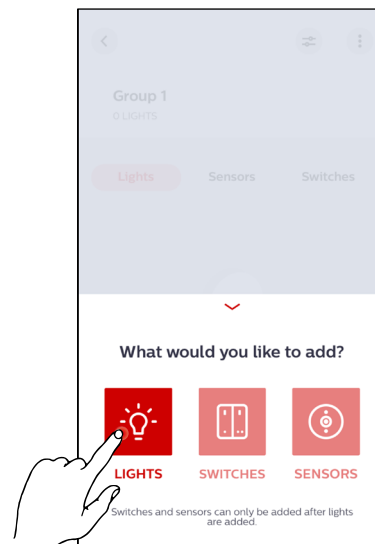 Group 1
0 LIGHTS
Lights Sensors Switches
What would you like to add?
LIGHTS SWITCHES SENSORS
Switches and sensors can only be added after lights
are added.